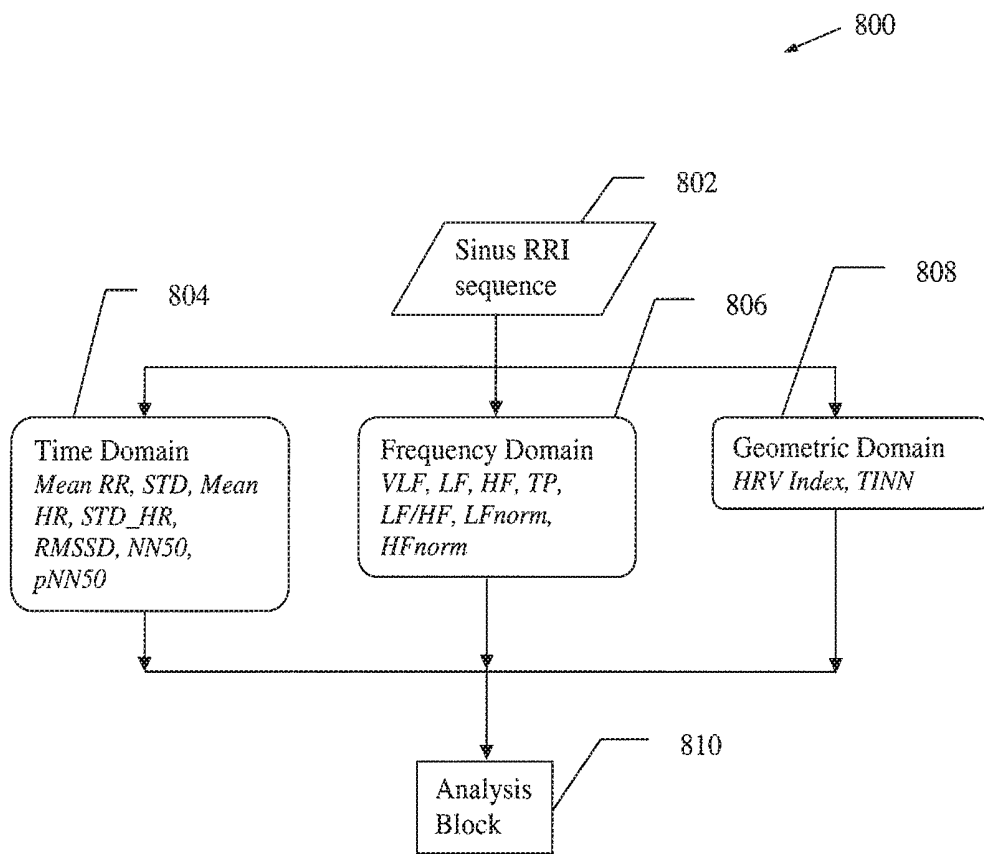 800
802
Sinus RRI
sequence
804
806
808
Time Domain
Mean RR, STD, Mean
HR, STD_HR,
RMSSD, NN50,
pNN50
Frequency Domain
VLF, LF, HF, TP,
LF/HF, LFnorm,
HFnorm
Geometric Domain
HRV Index, TINN
810
Analysis
Block